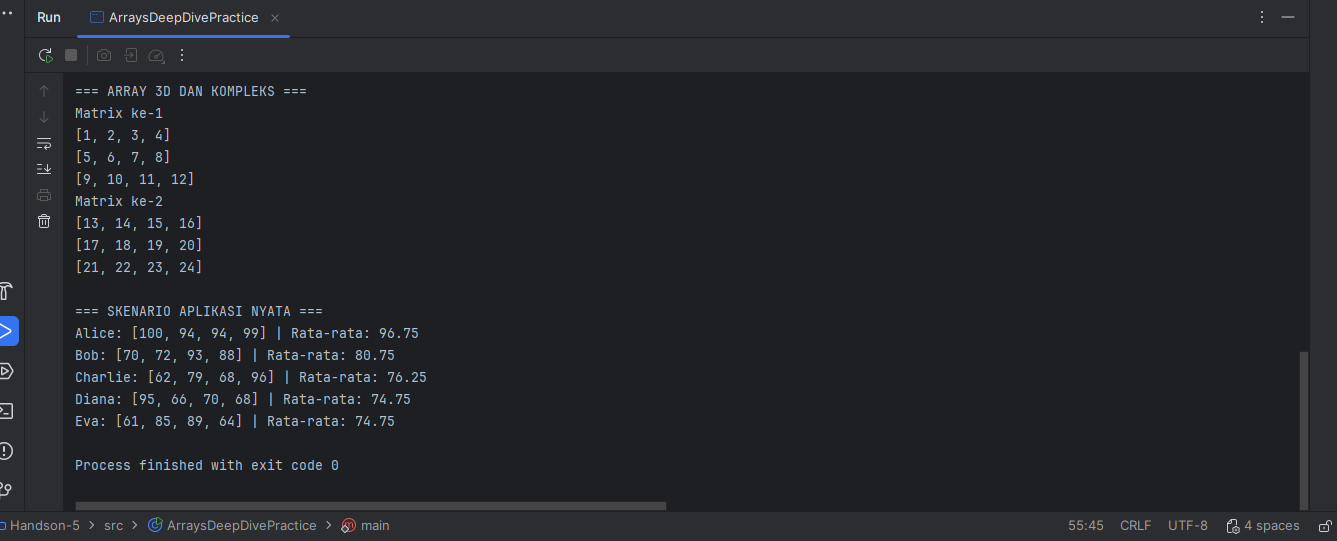 Run ArraysDeepDivePractice
=== ARRAY 3D DAN KOMPLEKS ===
Matrix ke-1
[1, 2, 3, 4]
[5, 6, 7, 8]
[9, 10, 11, 12]
Matrix ke-2
[13, 14, 15, 16]
[17, 18, 19, 20]
[21, 22, 23, 24]
=== SKENARIO APLIKASI NYATA ===
Alice: [100, 94, 94, 99] | Rata-rata: 96.75
Bob: [70, 72, 93, 88] | Rata-rata: 80.75
Charlie: [62, 79, 68, 96] | Rata-rata: 76.25
Diana: [95, 66, 70, 68] | Rata-rata: 74.75
Eva: [61, 85, 89, 64] | Rata-rata: 74.75
Process finished with exit code 0
Handson-5 > src > ArraysDeepDivePractice > main 55:45 CRLF UTF-8 4 spaces